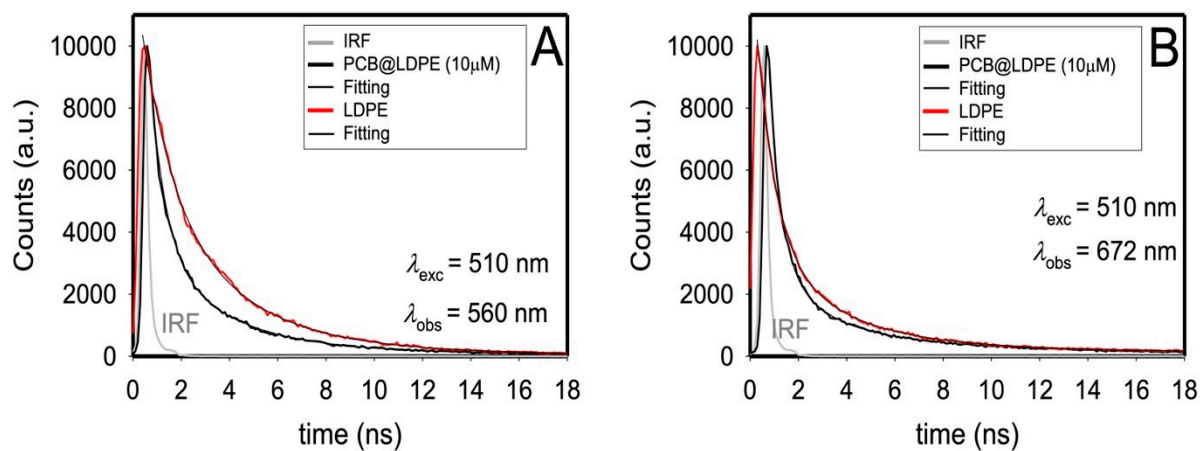 A
10000
8000
6000
4000
2000
0
Counts (a.u.)
IRF
PCB@LDPE (10μM)
Fitting
LDPE
Fitting
λexc = 510 nm
λobs = 560 nm
IRF
0 2 4 6 8 10 12 14 16 18
time (ns)
B
10000
8000
6000
4000
2000
0
Counts (a.u.)
IRF
PCB@LDPE (10μM)
Fitting
LDPE
Fitting
λexc = 510 nm
λobs = 672 nm
IRF
0 2 4 6 8 10 12 14 16 18
time (ns)